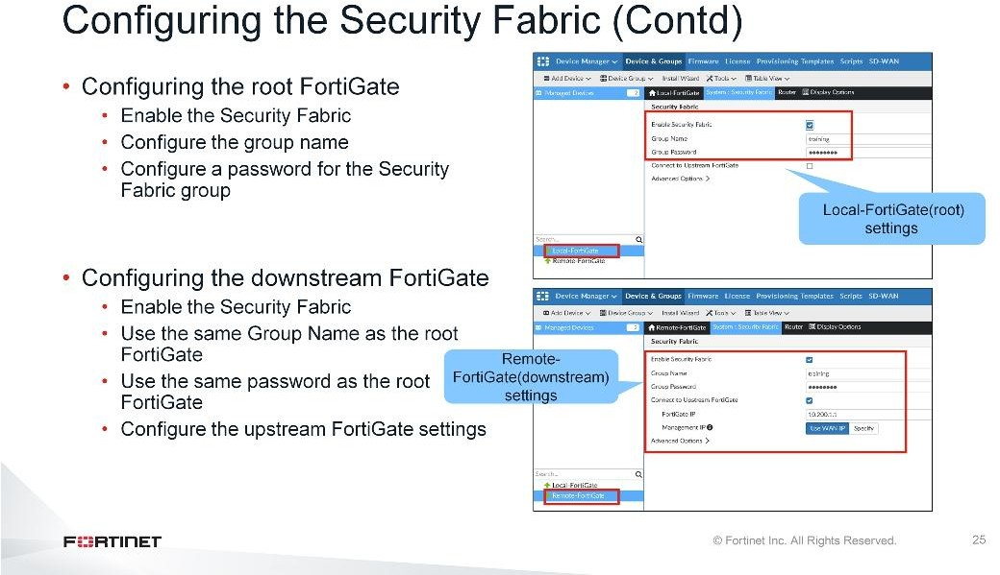 Configuring the Security Fabric (Contd)
• Configuring the root FortiGate
• Enable the Security Fabric
• Configure the group name
• Configure a password for the Security
Fabric group
• Configuring the downstream FortiGate
• Enable the Security Fabric
• Use the same Group Name as the root
FortiGate
• Use the same password as the root
FortiGate
• Configure the upstream FortiGate settings
Device Manager Device & Groups Firmware License Provisioning Templates Scripts SD-WAN
Add Device Device Group Install Wizard Tools Table View
Managed Devices Local-FortiGate System : Security Fabric Router Display Options
Security Fabric
Enable Security Fabric
Group Name training
Group Password ••••••••
Connect to Upstream FortiGate
Advanced Options >
Local-FortiGate(root)
settings
Search...
Local-FortiGate
Remote-FortiGate
Device Manager Device & Groups Firmware License Provisioning Templates Scripts SD-WAN
Add Device Device Group Install Wizard Tools Table View
Managed Devices Remote-FortiGate System : Security Fabric Router Display Options
Security Fabric
Remote-
FortiGate(downstream)
settings
Enable Security Fabric
Group Name training
Group Password ••••••••
Connect to Upstream FortiGate
FortiGate IP 10.200.1.1
Management IP
Use WAN IP Specify
Advanced Options >
Search...
Local-FortiGate
Remote-FortiGate
FORTINET
© Fortinet Inc. All Rights Reserved.
25